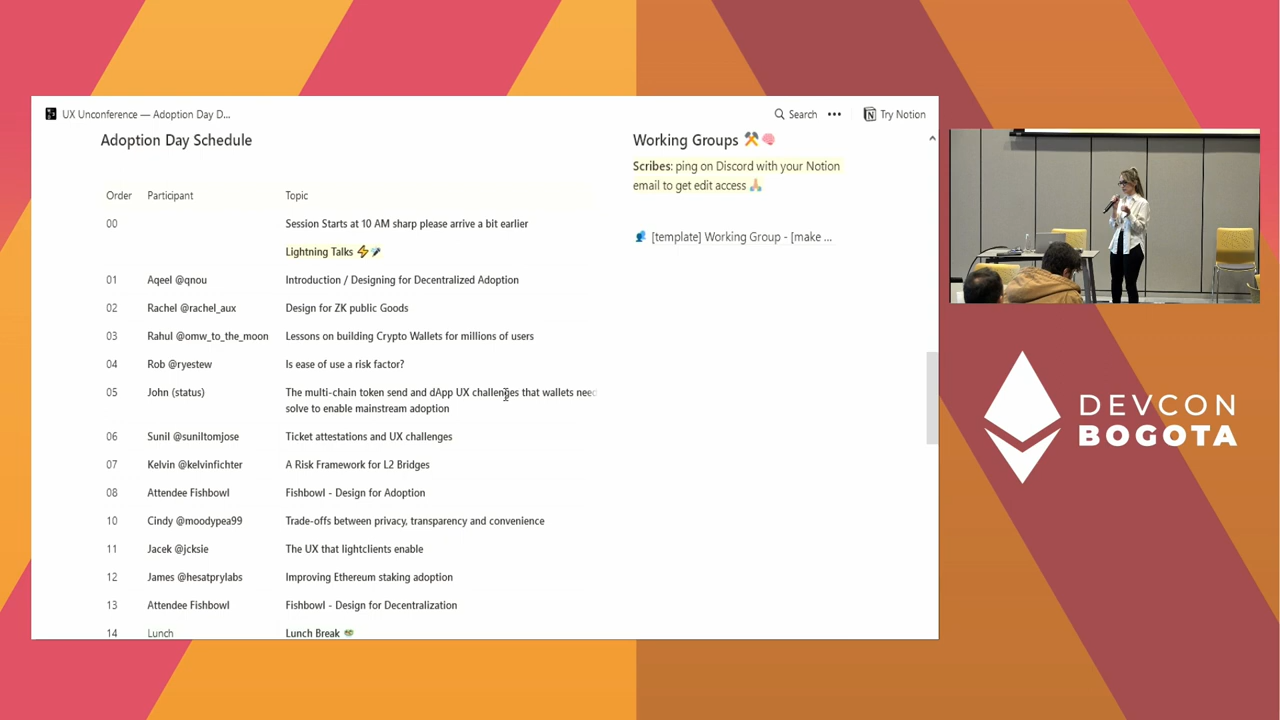 UX Unconference — Adoption Day D...
Search
•••
Try Notion
Adoption Day Schedule
Order Participant Topic
00 Session Starts at 10 AM sharp please arrive a bit earlier
Lightning Talks ⚡🎤
01 Aqeel @qnou Introduction / Designing for Decentralized Adoption
02 Rachel @rachel_aux Design for ZK public Goods
03 Rahul @omw_to_the_moon Lessons on building Crypto Wallets for millions of users
04 Rob @ryestew Is ease of use a risk factor?
05 John (status) The multi-chain token send and dApp UX challenges that wallets need
solve to enable mainstream adoption
06 Sunil @suniltomjose Ticket attestations and UX challenges
07 Kelvin @kelvinfichter A Risk Framework for L2 Bridges
08 Attendee Fishbowl Fishbowl - Design for Adoption
10 Cindy @moodypea99 Trade-offs between privacy, transparency and convenience
11 Jacek @jcksie The UX that lightclients enable
12 James @hesatprylabs Improving Ethereum staking adoption
13 Attendee Fishbowl Fishbowl - Design for Decentralization
14 Lunch Lunch Break 🥗
Working Groups ⚒️🧠
Scribes: ping on Discord with your Notion
email to get edit access 🙏
👥 [template] Working Group - [make ...
DEVCON
BOGOTA